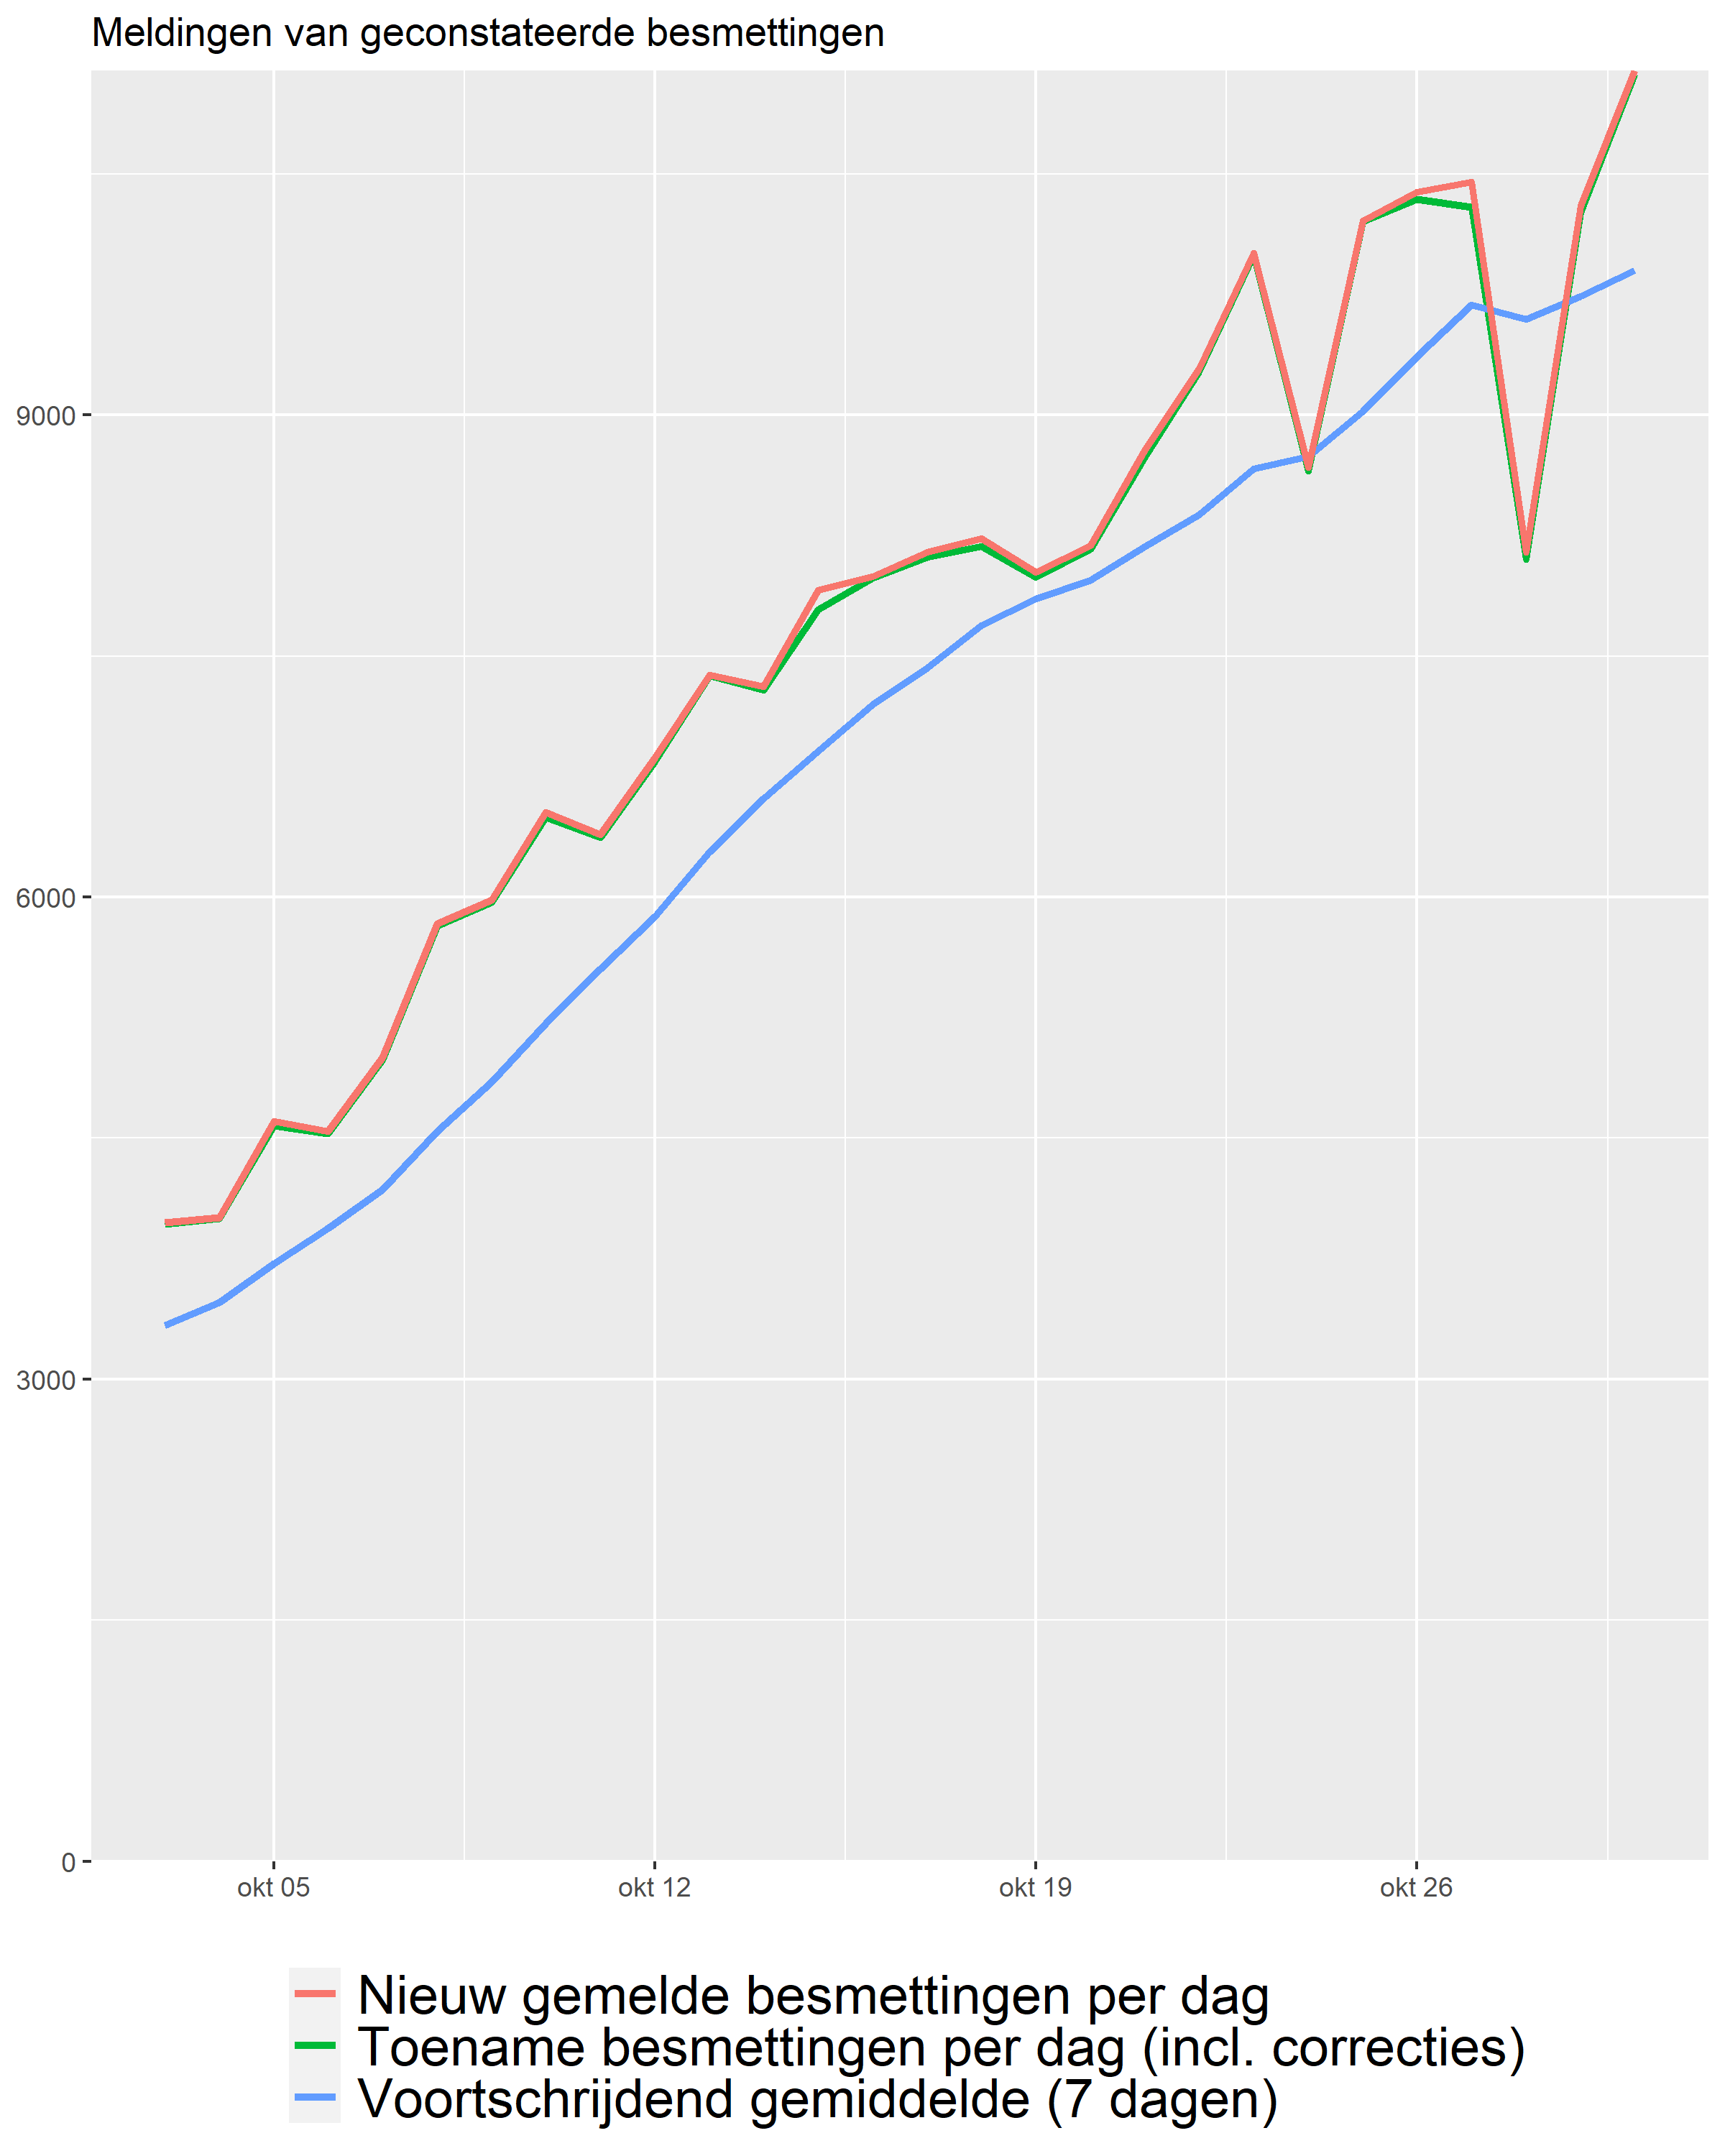 Meldingen van geconstateerde besmettingen
9000
6000
3000
0
okt 05 okt 12 okt 19 okt 26
Nieuw gemelde besmettingen per dag
Toename besmettingen per dag (incl. correcties)
Voortschrijdend gemiddelde (7 dagen)